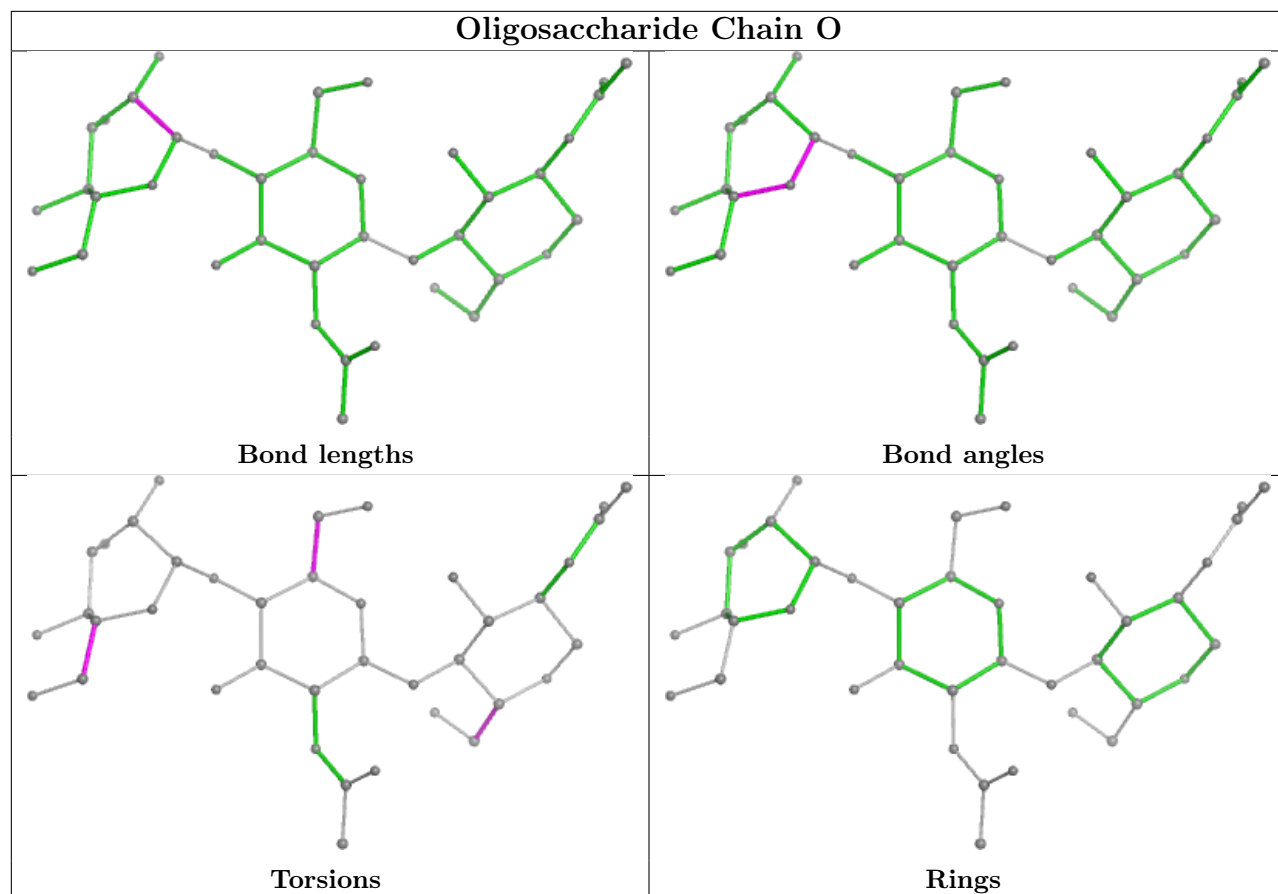 Oligosaccharide Chain O
Bond lengths
Bond angles
Torsions
Rings